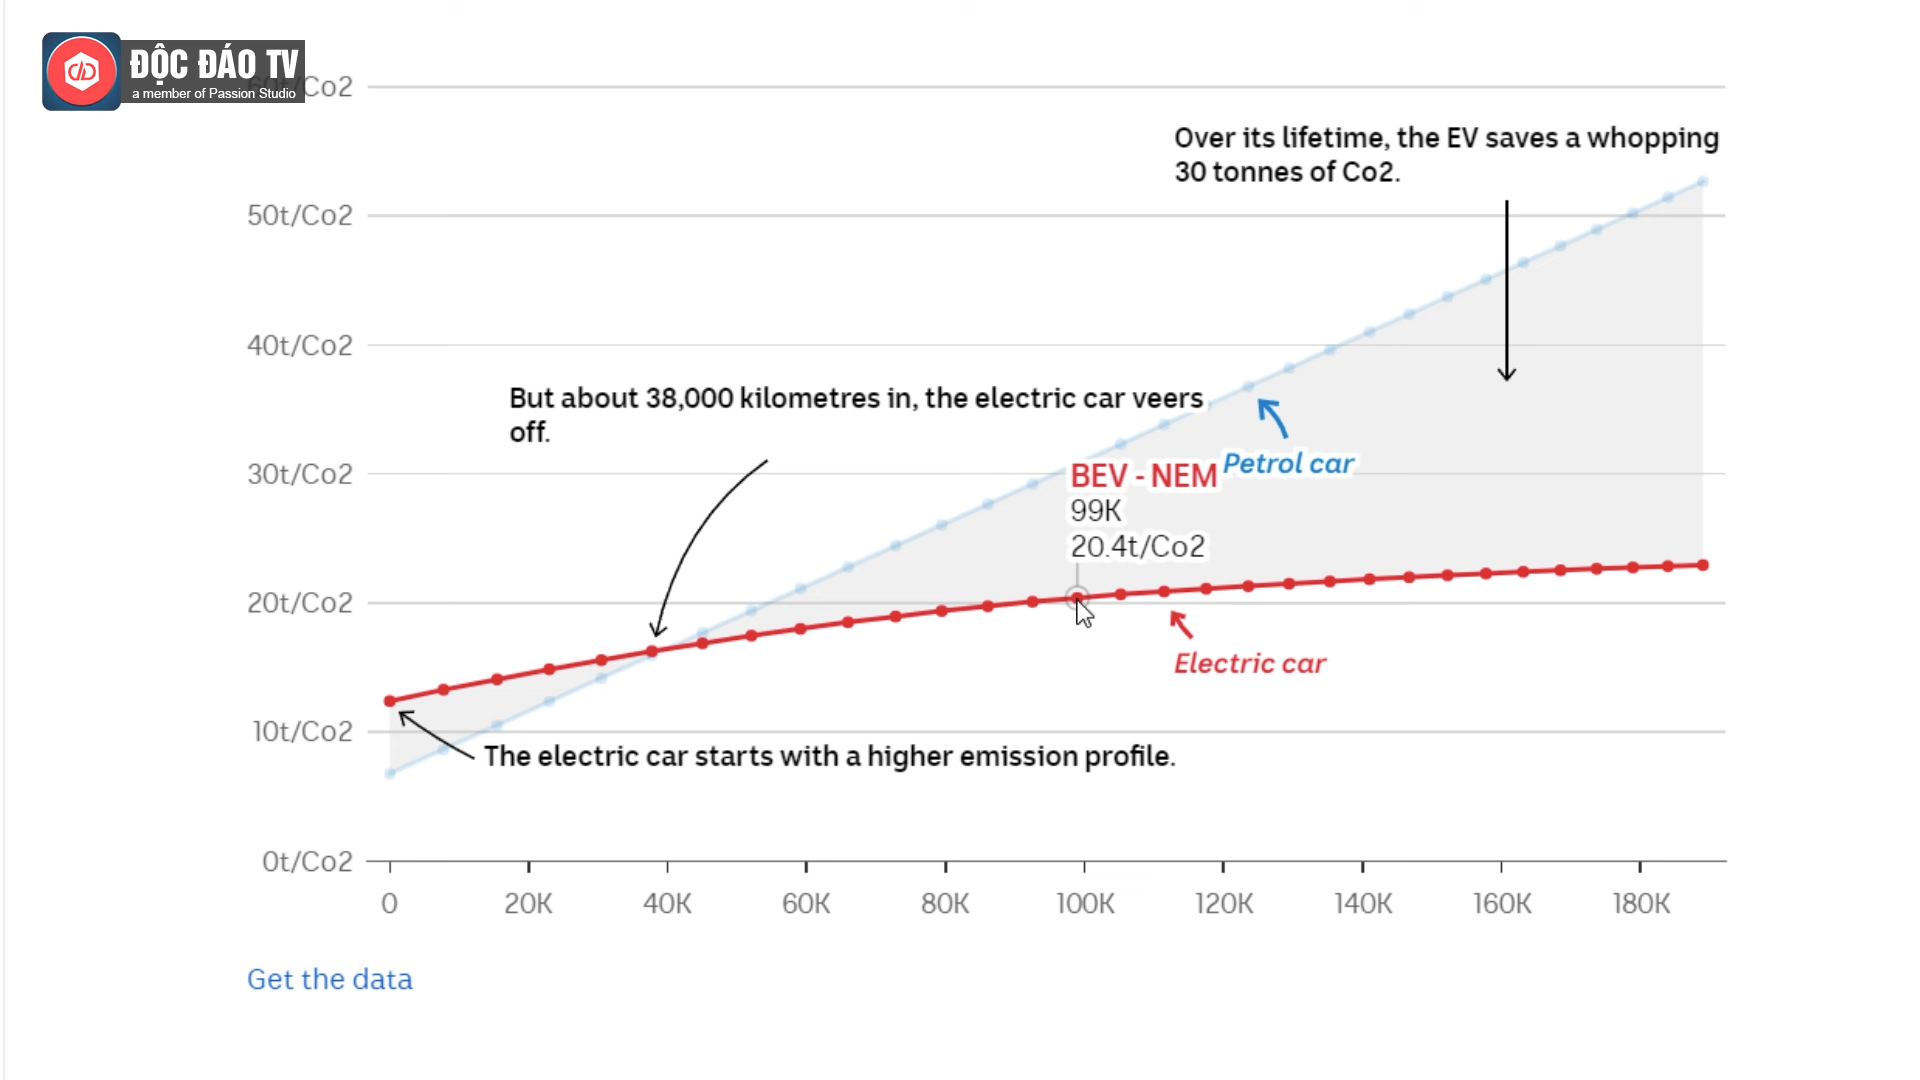 ĐỘC ĐÁO TV
a member of Passion Studio
60t/Co2
Over its lifetime, the EV saves a whopping
30 tonnes of Co2.
50t/Co2
40t/Co2
But about 38,000 kilometres in, the electric car veers
off.
30t/Co2
BEV - NEM
Petrol car
99K
20.4t/Co2
20t/Co2
Electric car
10t/Co2
The electric car starts with a higher emission profile.
0t/Co2
0 20K 40K 60K 80K 100K 120K 140K 160K 180K
Get the data